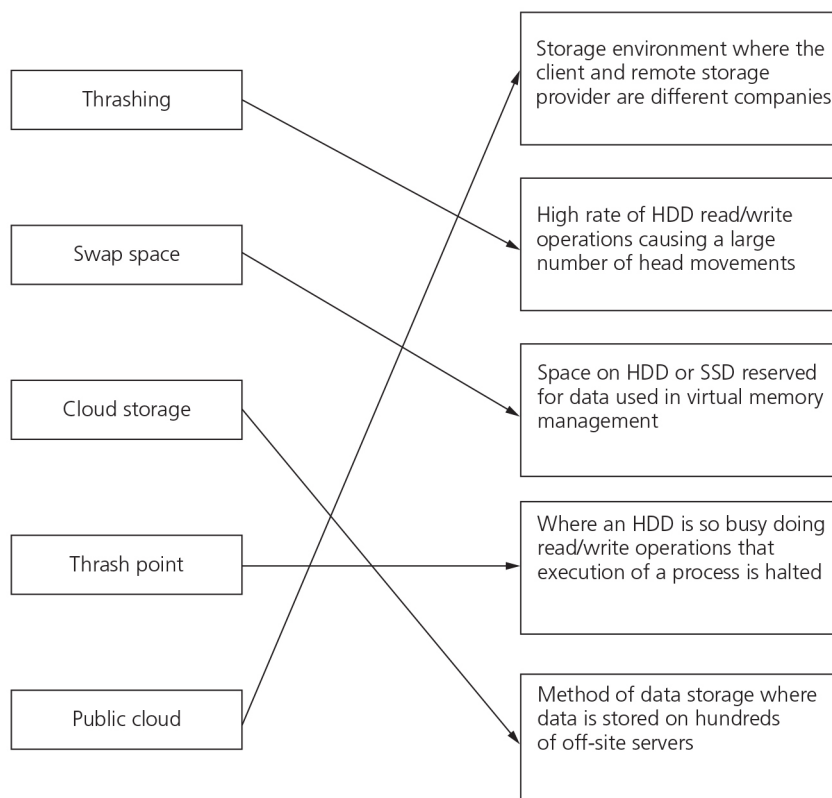 Thrashing
Swap space
Cloud storage
Thrash point
Public cloud
Storage environment where the
client and remote storage
provider are different companies
High rate of HDD read/write
operations causing a large
number of head movements
Space on HDD or SSD reserved
for data used in virtual memory
management
Where an HDD is so busy doing
read/write operations that
execution of a process is halted
Method of data storage where
data is stored on hundreds
of off-site servers